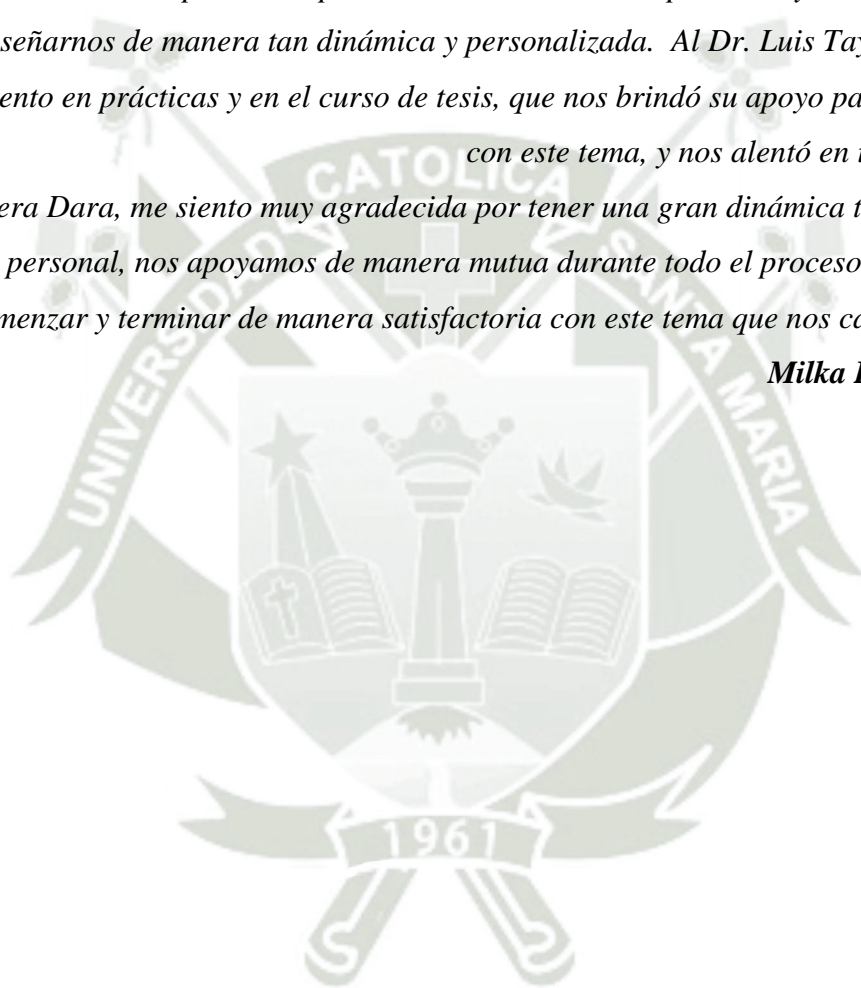 señarnos de manera tan dinámica y personalizada. Al Dr. Luis Tay
ento en prácticas y en el curso de tesis, que nos brindó su apoyo pa
con este tema, y nos alentó en
era Dara, me siento muy agradecida por tener una gran dinámica
personal, nos apoyamos de manera mutua durante todo el proceso
menzar y terminar de manera satisfactoria con este tema que nos ca
Milka
UNIVERSIDAD CATOLICA SANTA MARIA
1961